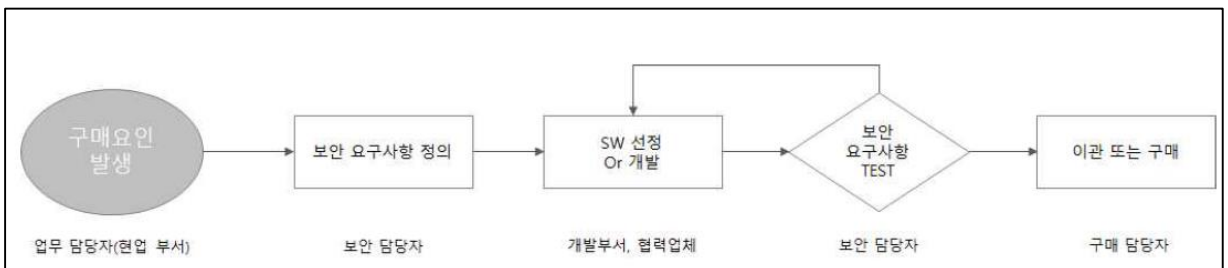 구매요인
발생
보안 요구사항 정의
SW 선정
Or 개발
보안
요구사항
TEST
이관 또는 구매
업무 담당자(현업 부서)
보안 담당자
개발부서, 협력업체
보안 담당자
구매 담당자